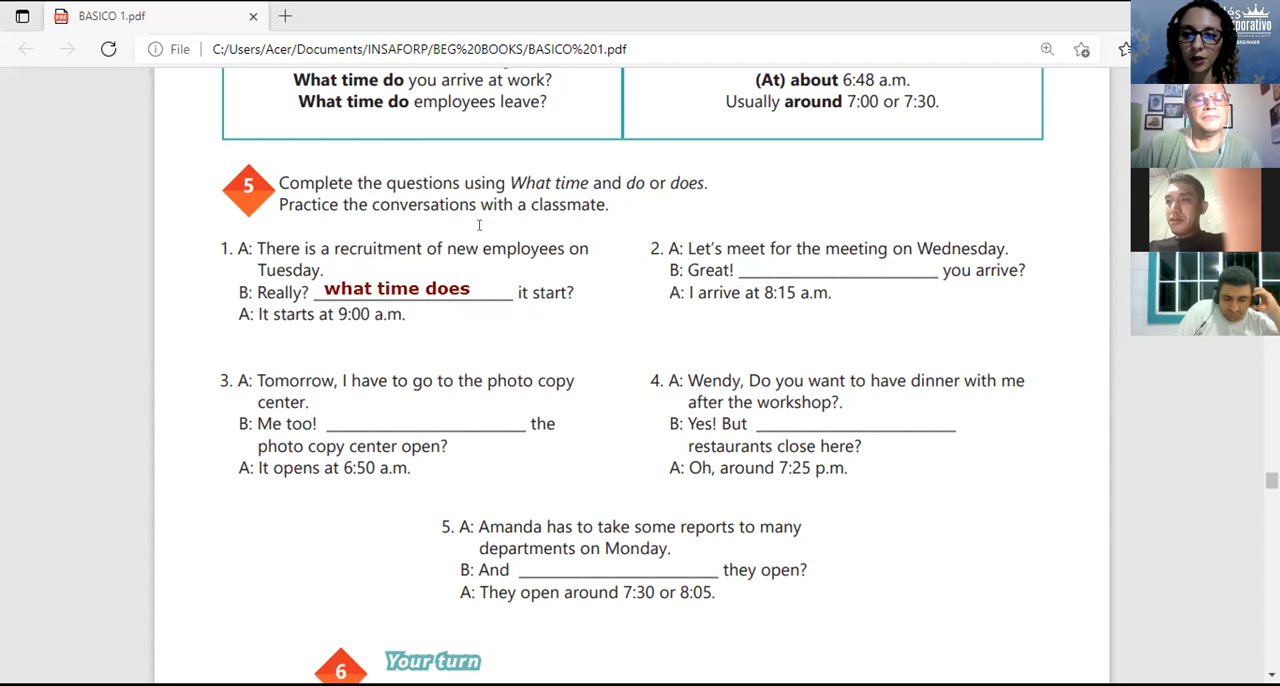 BASICO 1.pdf
File
C:/Users/Acer/Documents/INSAFORP/BEG%20BOOKS/BASICO%201.pdf
What time do you arrive at work?
What time do employees leave?
(At) about 6:48 a.m.
Usually around 7:00 or 7:30.
5
Complete the questions using What time and do or does.
Practice the conversations with a classmate.
1. A: There is a recruitment of new employees on
Tuesday.
B: Really? what time does it start?
A: It starts at 9:00 a.m.
2. A: Let's meet for the meeting on Wednesday.
B: Great! ______________________ you arrive?
A: I arrive at 8:15 a.m.
3. A: Tomorrow, I have to go to the photo copy
center.
B: Me too! ______________________ the
photo copy center open?
A: It opens at 6:50 a.m.
4. A: Wendy, Do you want to have dinner with me
after the workshop?.
B: Yes! But ______________________
restaurants close here?
A: Oh, around 7:25 p.m.
5. A: Amanda has to take some reports to many
departments on Monday.
B: And ______________________ they open?
A: They open around 7:30 or 8:05.
6
Your turn
BEGINNER